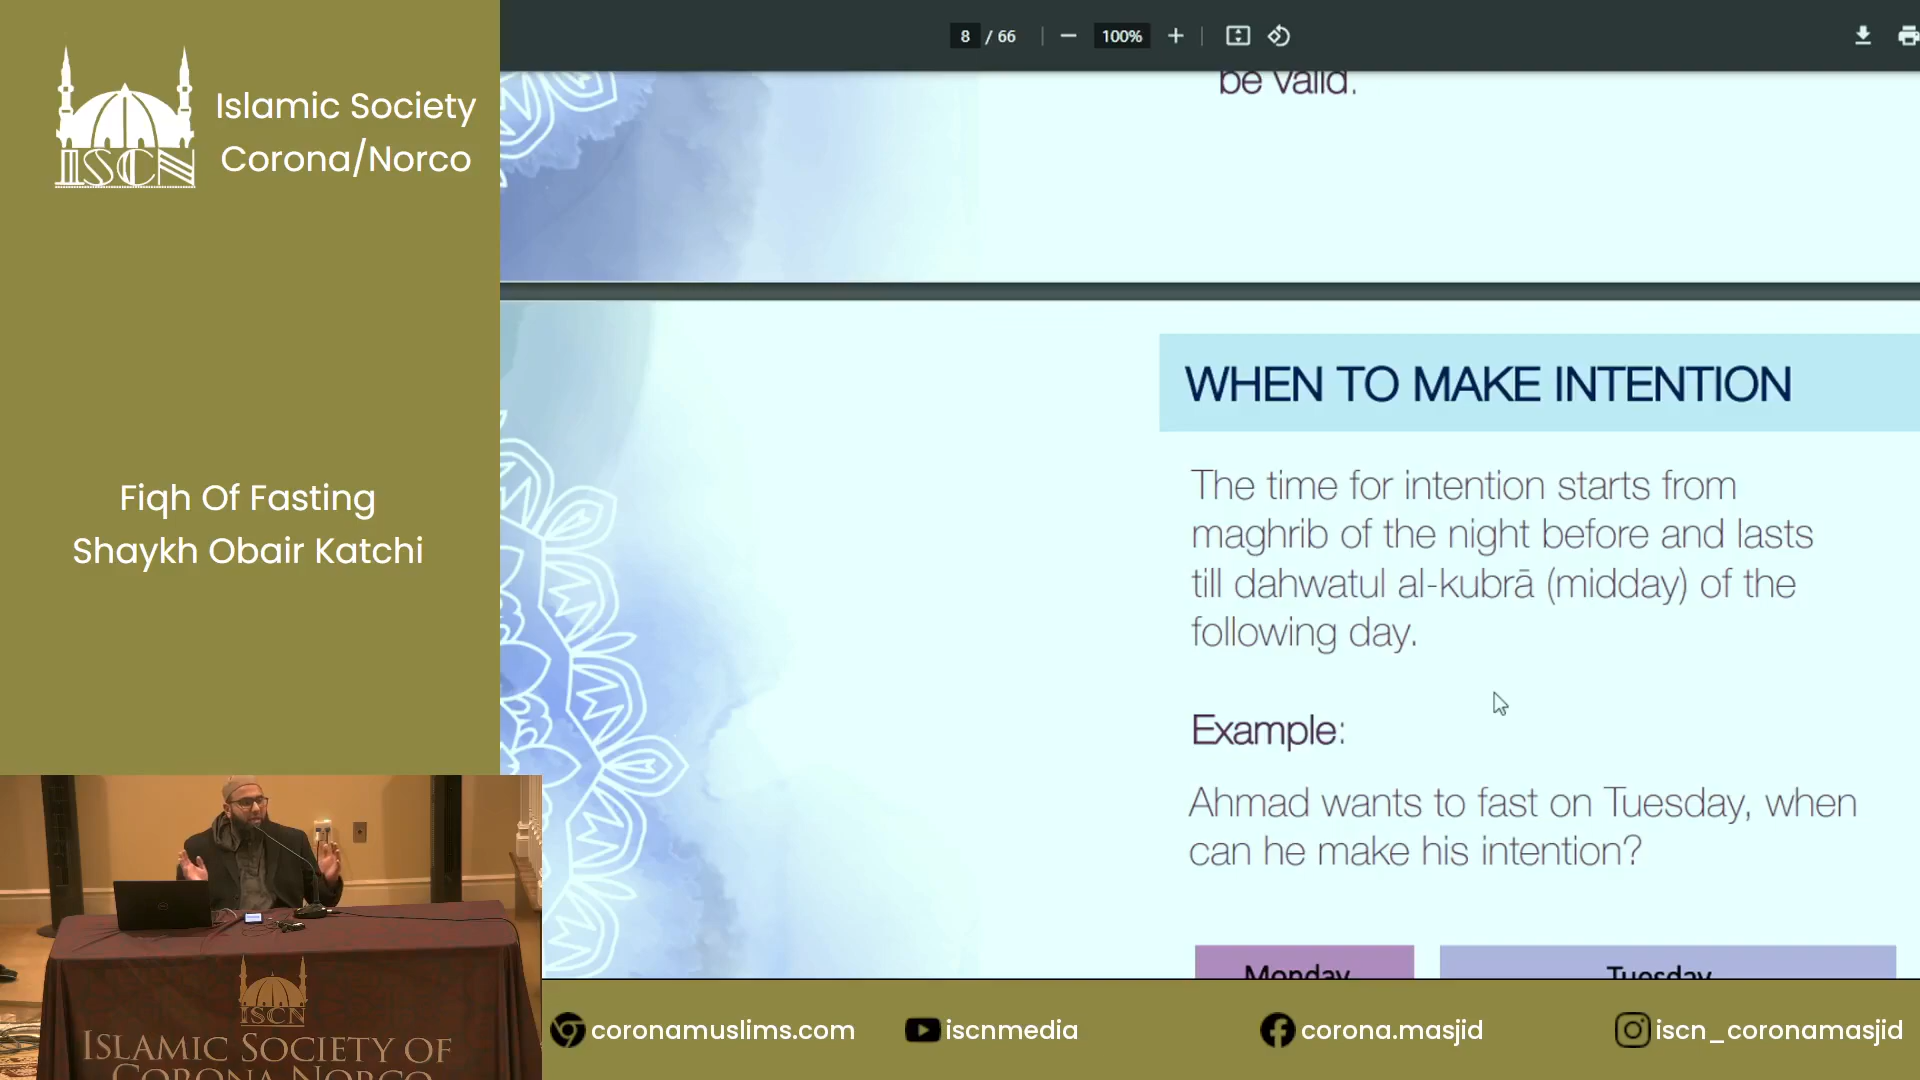 ISCN
Islamic Society
Corona/Norco
Fiqh Of Fasting
Shaykh Obair Katchi
8 / 66
100%
be valid.
WHEN TO MAKE INTENTION
The time for intention starts from
maghrib of the night before and lasts
till dahwatul al-kubrā (midday) of the
following day.
Example:
Ahmad wants to fast on Tuesday, when
can he make his intention?
Monday
Tuesday
ISCN
ISLAMIC SOCIETY OF
CORONA NORCO
coronamuslims.com
iscnmedia
corona.masjid
iscn_coronamasjid